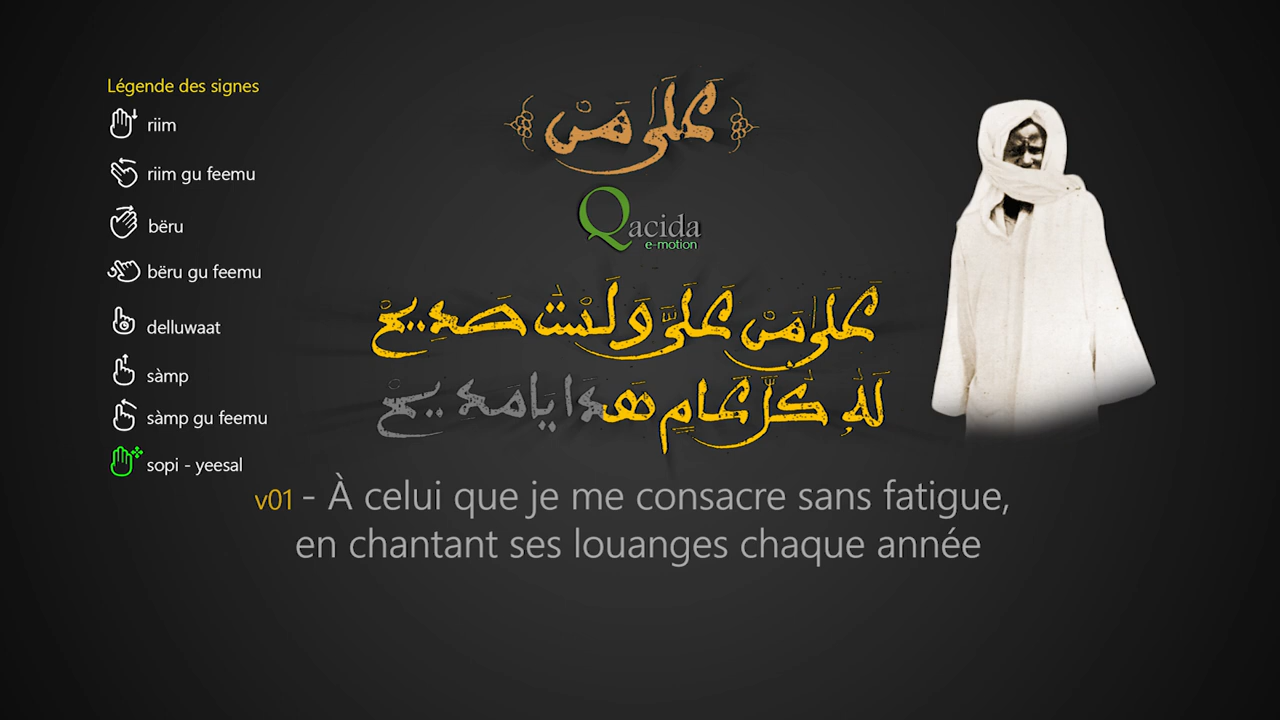 Légende des signes
riim
riim gu feemu
bëru
bëru gu feemu
delluwaat
sàmp
sàmp gu feemu
sopi - yeesal
عَلَى مَنْ
Qacida
e-motion
عَلَى مَنْ
لَهُ كُلَّ عَامٍ
v01 - À celui que je me consacre sans fatigue,
en chantant ses louanges chaque année